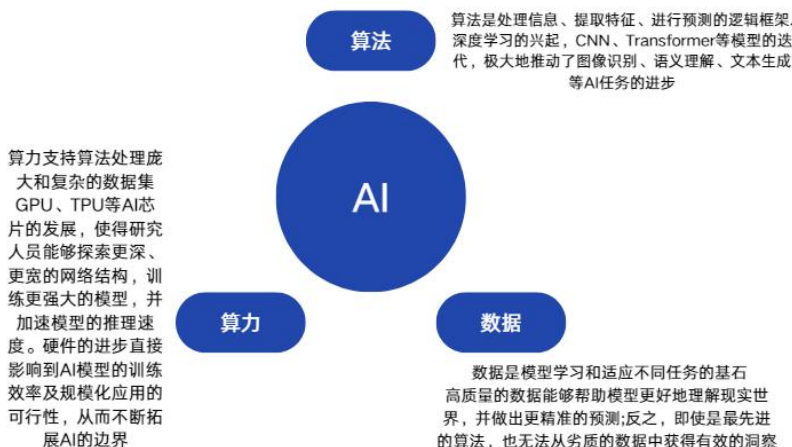 算法
算法是处理信息、提取特征、进行预测的逻辑框架.
深度学习的兴起，CNN、Transformer等模型的迭
代，极大地推动了图像识别、语义理解、文本生成
等AI任务的进步
AI
算力支持算法处理庞
大和复杂的数据集
GPU、TPU等AI芯
片的发展，使得研究
人员能够探索更深、
更宽的网络结构，训
练更强大的模型，并
加速模型的推理速
度。硬件的进步直接
影响到AI模型的训练
效率及规模化应用的
可行性，从而不断拓
展AI的边界
算力
数据
数据是模型学习和适应不同任务的基石
高质量的数据能够帮助模型更好地理解现实世
界，并做出更精准的预测;反之，即使是最先进
的算法，也无法从劣质的数据中获得有效的洞察